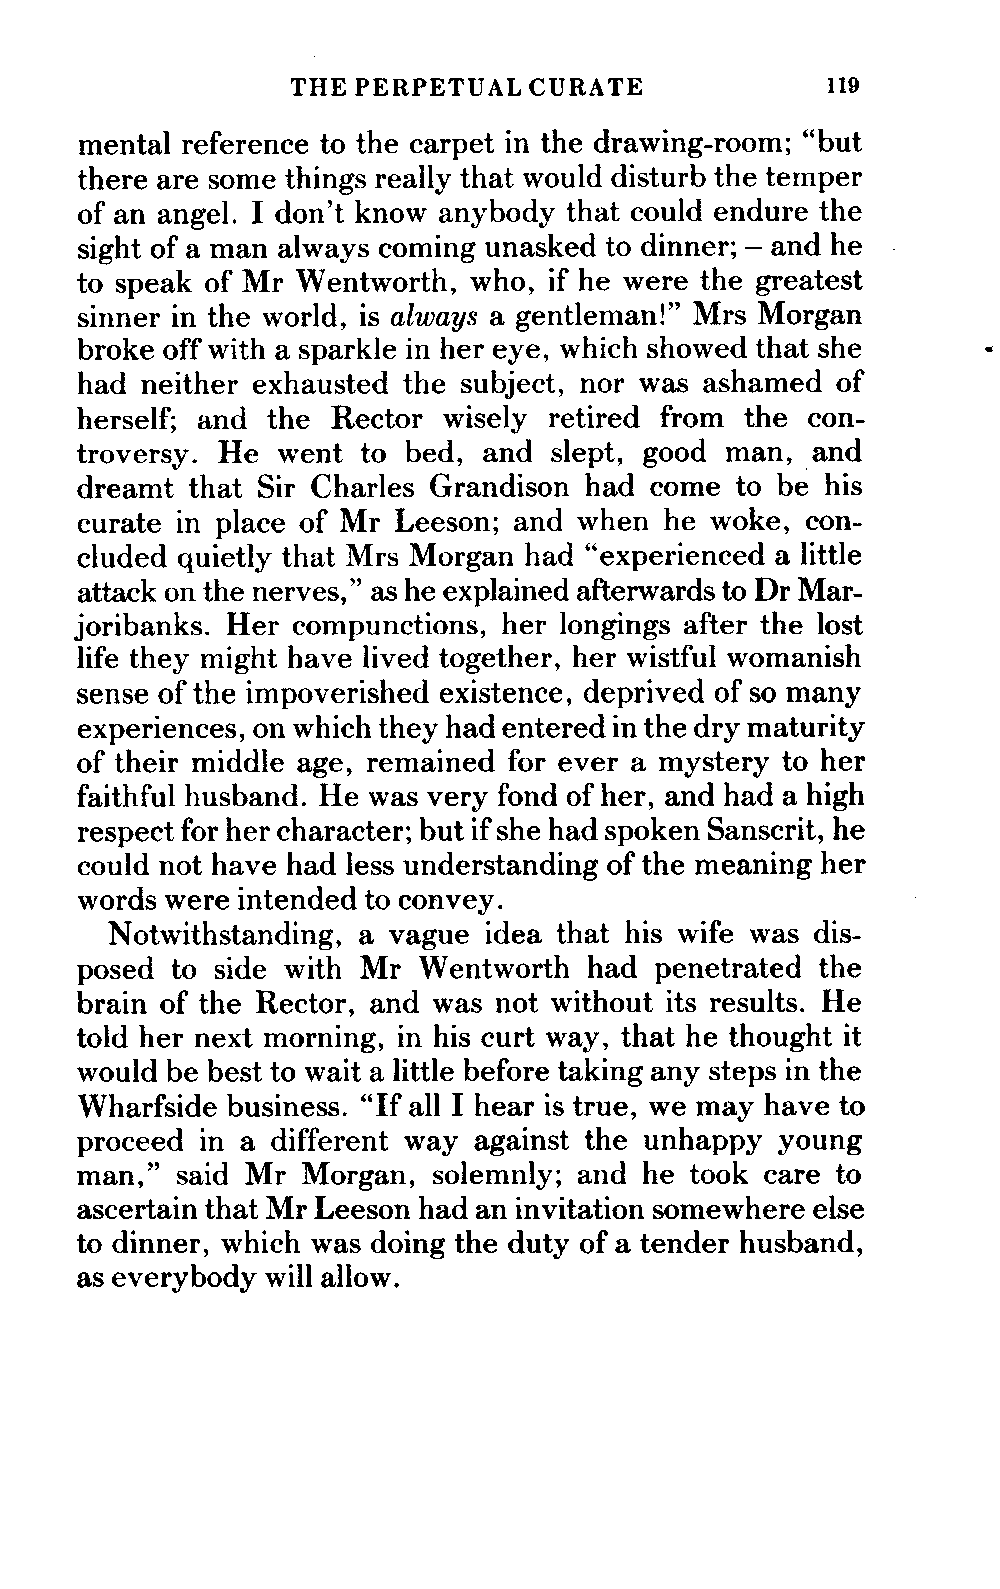 THE PERPETUAL CURATE 119
mental reference to the carpet in the drawing-room; “but
there are some things really that would disturb the temper
of an angel. I don’t know anybody that could endure the
sight of a man always coming unasked to dinner; – and he
to speak of Mr Wentworth, who, if he were the greatest
sinner in the world, is always a gentleman!” Mrs Morgan
broke off with a sparkle in her eye, which showed that she
had neither exhausted the subject, nor was ashamed of
herself; and the Rector wisely retired from the con-
troversy. He went to bed, and slept, good man, and
dreamt that Sir Charles Grandison had come to be his
curate in place of Mr Leeson; and when he woke, con-
cluded quietly that Mrs Morgan had “experienced a little
attack on the nerves,” as he explained afterwards to Dr Mar-
joribanks. Her compunctions, her longings after the lost
life they might have lived together, her wistful womanish
sense of the impoverished existence, deprived of so many
experiences, on which they had entered in the dry maturity
of their middle age, remained for ever a mystery to her
faithful husband. He was very fond of her, and had a high
respect for her character; but if she had spoken Sanscrit, he
could not have had less understanding of the meaning her
words were intended to convey.
Notwithstanding, a vague idea that his wife was dis-
posed to side with Mr Wentworth had penetrated the
brain of the Rector, and was not without its results. He
told her next morning, in his curt way, that he thought it
would be best to wait a little before taking any steps in the
Wharfside business. “If all I hear is true, we may have to
proceed in a different way against the unhappy young
man,” said Mr Morgan, solemnly; and he took care to
ascertain that Mr Leeson had an invitation somewhere else
to dinner, which was doing the duty of a tender husband,
as everybody will allow.